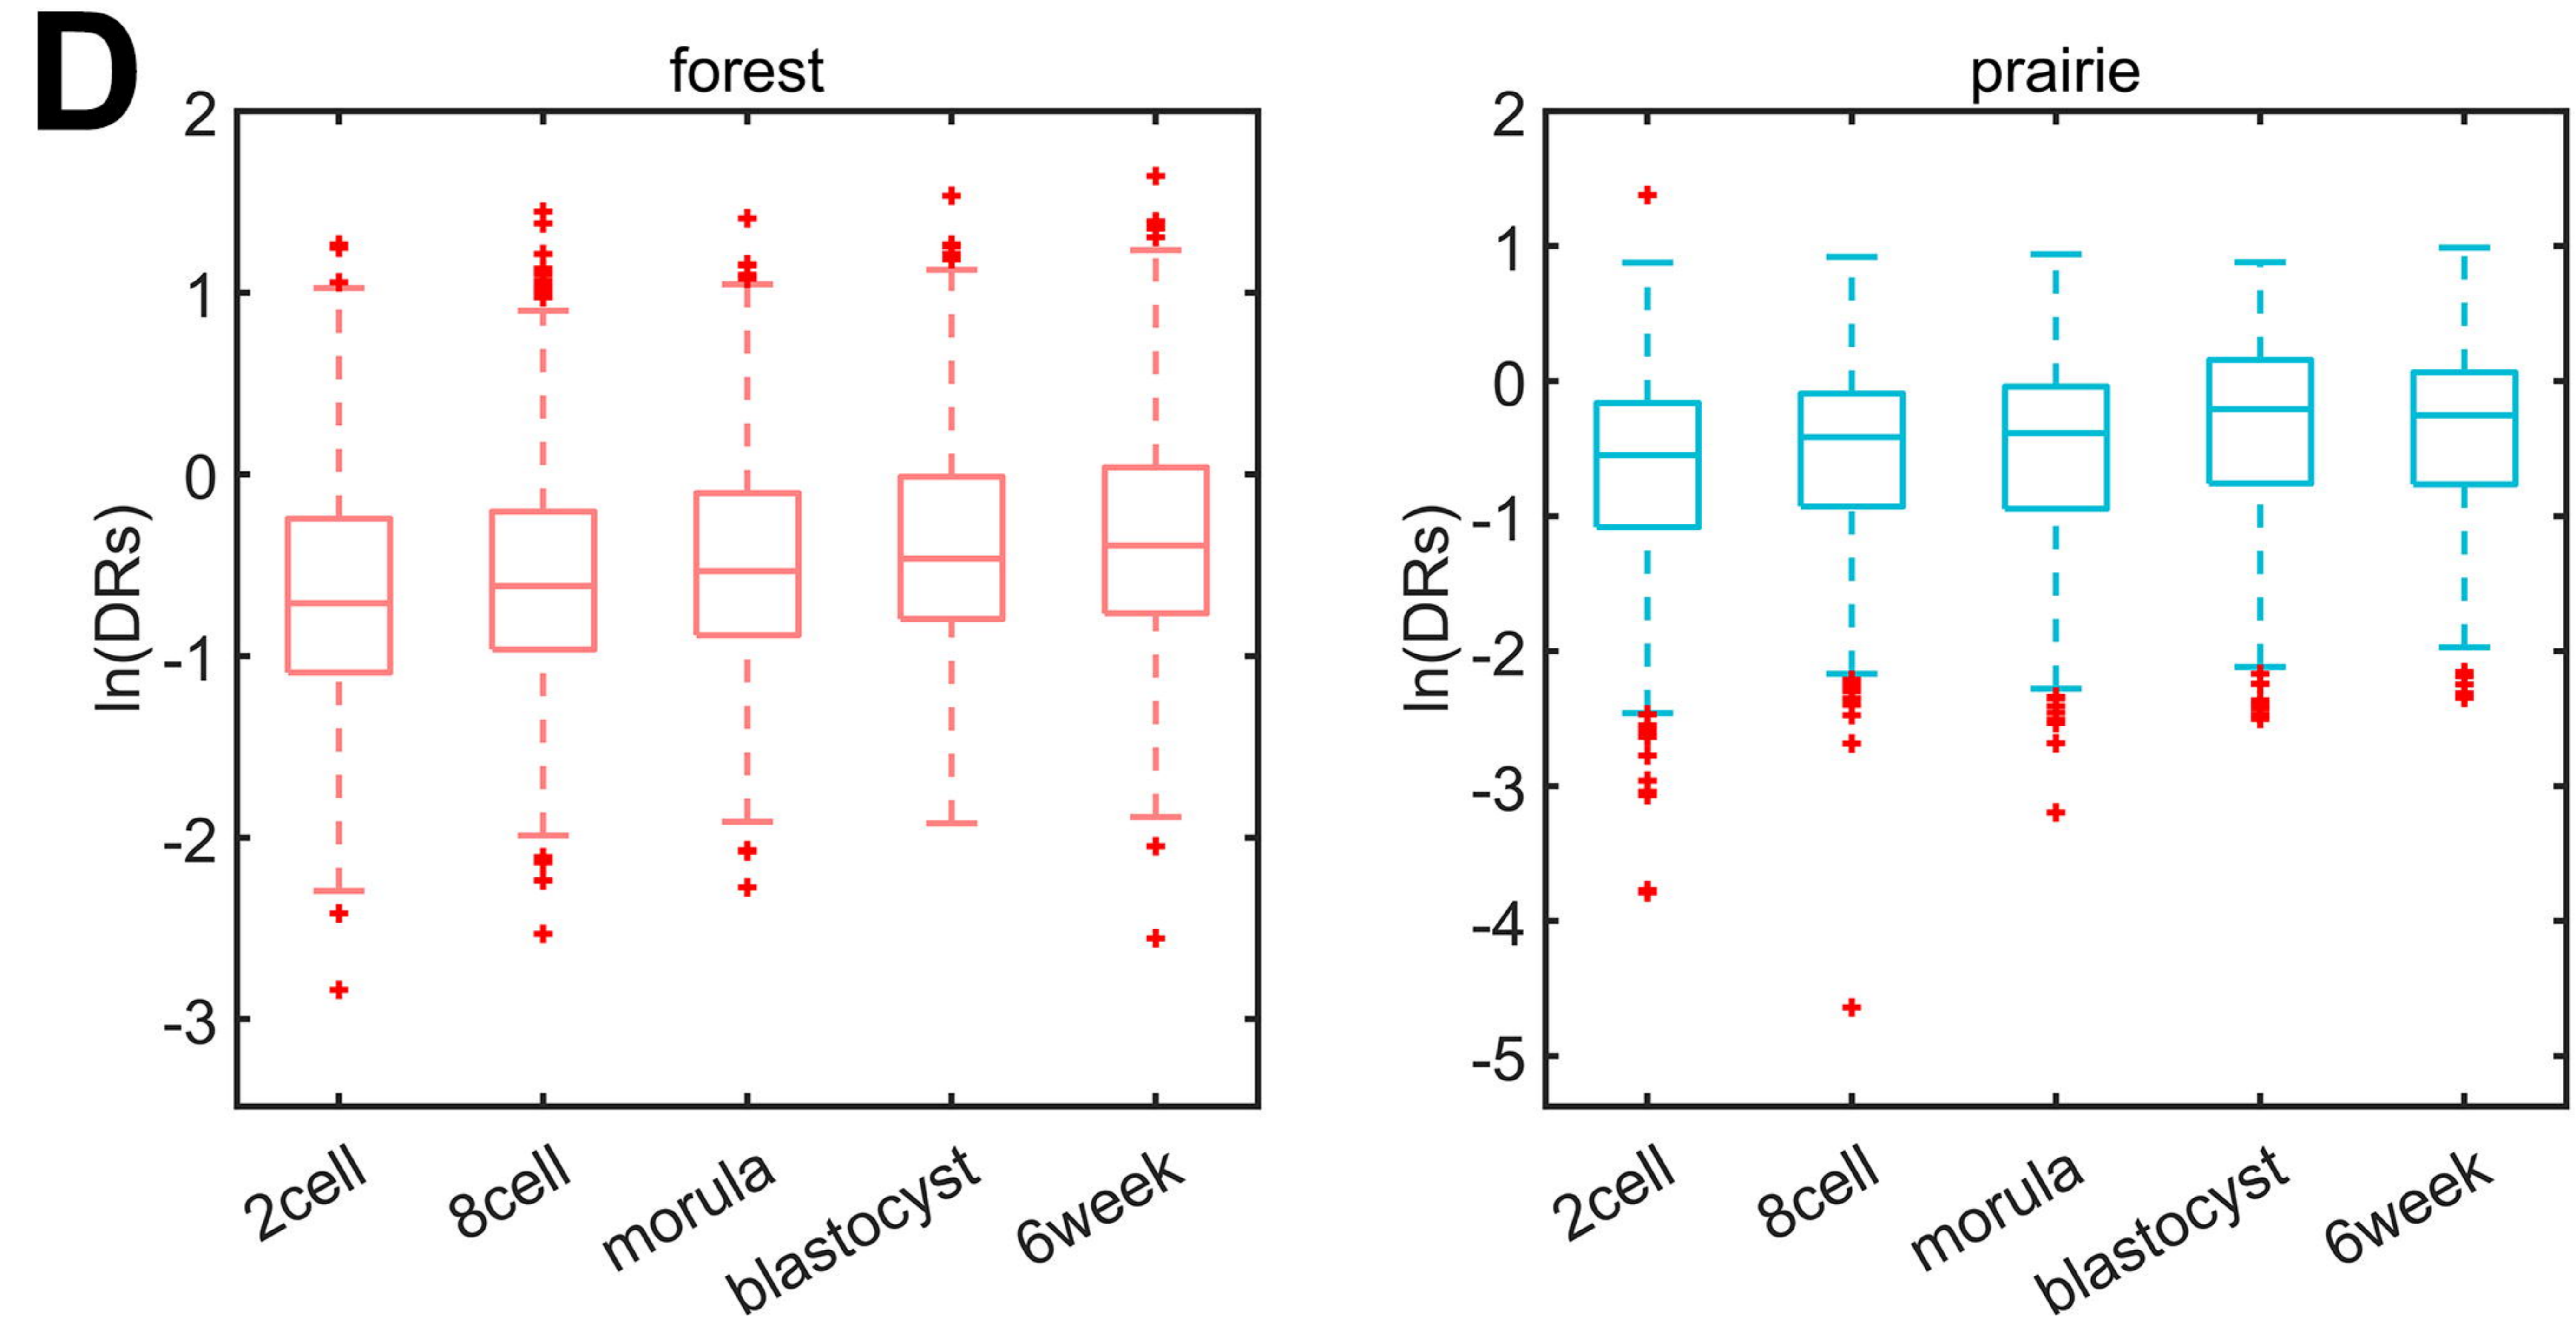 D
forest
ln(DRs)
2
1
0
-1
-2
-3
2cell
8cell
morula
blastocyst
6week
prairie
ln(DRs)
2
1
0
-1
-2
-3
-4
-5
2cell
8cell
morula
blastocyst
6week